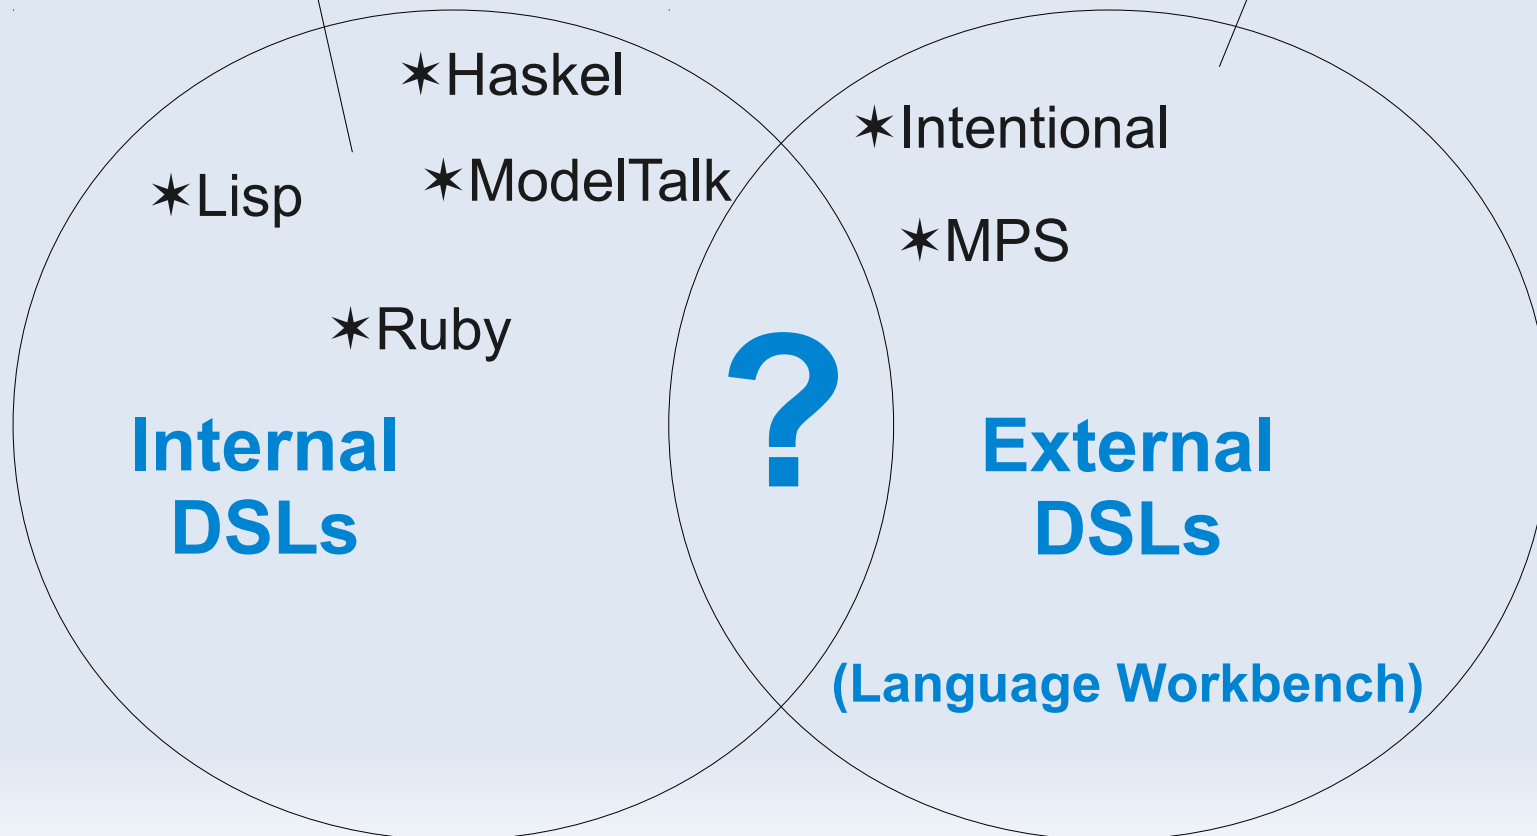 ✶Haskel
✶Lisp
✶ModelTalk
✶Ruby
Internal
DSLs
?
✶Intentional
✶MPS
External
DSLs
(Language Workbench)